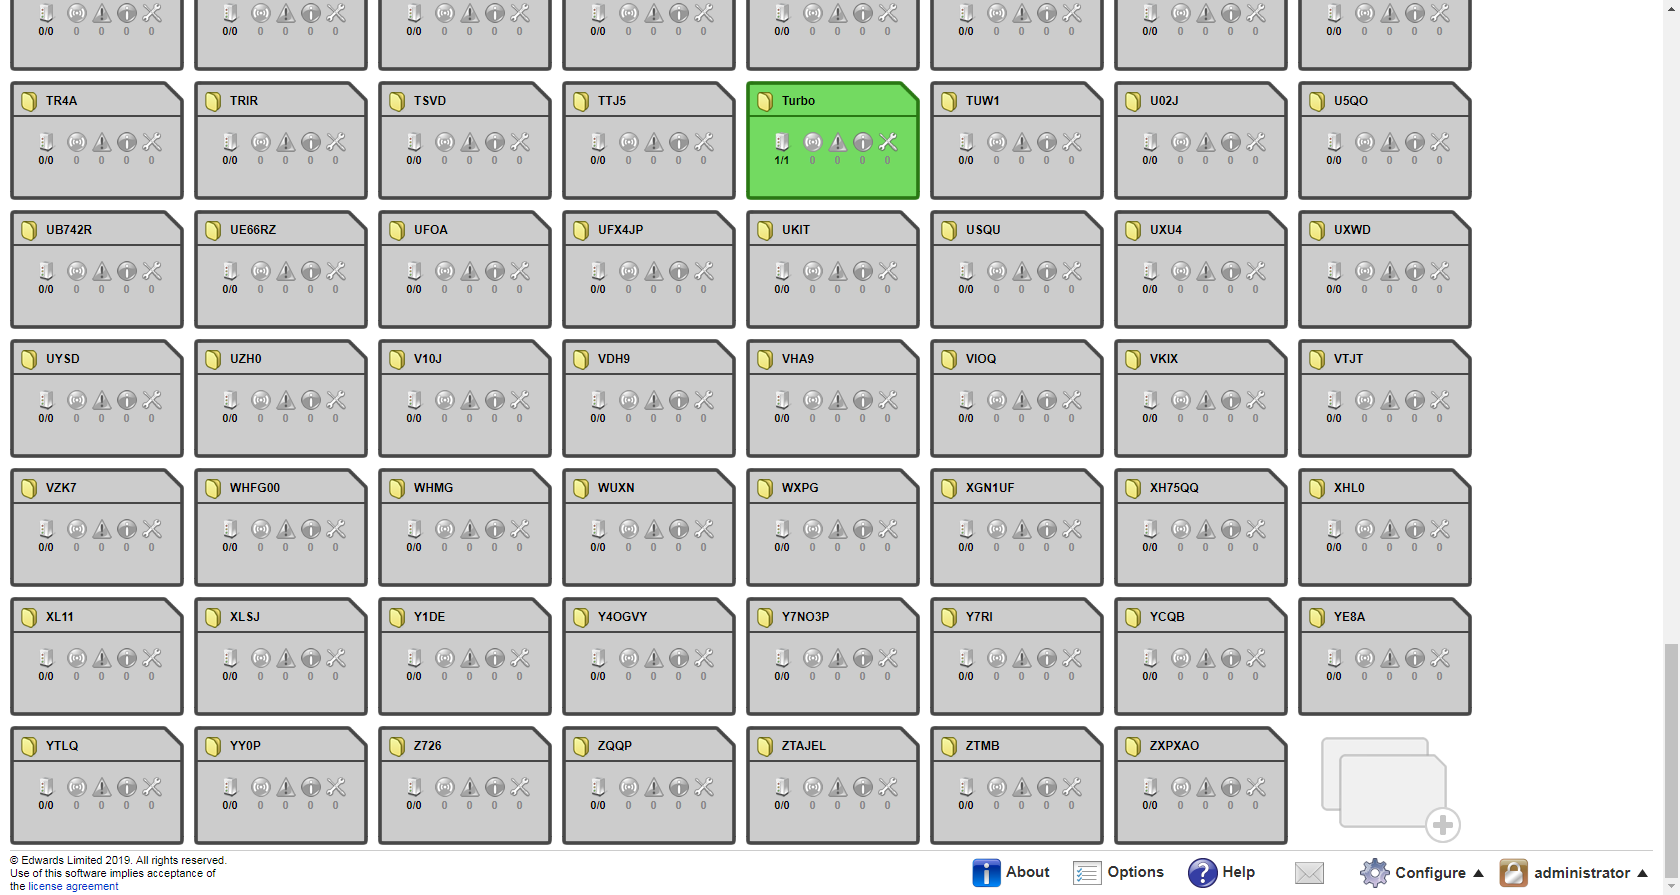 0/0 0 0 0 0 0/0 0 0 0 0 0/0 0 0 0 0 0/0 0 0 0 0 0/0 0 0 0 0 0/0 0 0 0 0 0/0 0 0 0 0 0/0 0 0 0 0
TR4A TRIR TSVD TTJ5 Turbo TUW1 U02J U5QO
0/0 0 0 0 0 0/0 0 0 0 0 0/0 0 0 0 0 0/0 0 0 0 0 1/1 0 0 0 0 0/0 0 0 0 0 0/0 0 0 0 0 0/0 0 0 0 0
UB742R UE66RZ UFOA UFX4JP UKIT USQU UXU4 UXWD
0/0 0 0 0 0 0/0 0 0 0 0 0/0 0 0 0 0 0/0 0 0 0 0 0/0 0 0 0 0 0/0 0 0 0 0 0/0 0 0 0 0 0/0 0 0 0 0
UYSD UZH0 V10J VDH9 VHA9 VIOQ VKIX VTJT
0/0 0 0 0 0 0/0 0 0 0 0 0/0 0 0 0 0 0/0 0 0 0 0 0/0 0 0 0 0 0/0 0 0 0 0 0/0 0 0 0 0 0/0 0 0 0 0
VZK7 WHFG00 WHMG WUXN WXPG XGN1UF XH75QQ XHL0
0/0 0 0 0 0 0/0 0 0 0 0 0/0 0 0 0 0 0/0 0 0 0 0 0/0 0 0 0 0 0/0 0 0 0 0 0/0 0 0 0 0 0/0 0 0 0 0
XL11 XLSJ Y1DE Y4OGVY Y7NO3P Y7RI YCQB YE8A
0/0 0 0 0 0 0/0 0 0 0 0 0/0 0 0 0 0 0/0 0 0 0 0 0/0 0 0 0 0 0/0 0 0 0 0 0/0 0 0 0 0 0/0 0 0 0 0
YTLQ YY0P Z726 ZQQP ZTAJEL ZTMB ZXPXAO
0/0 0 0 0 0 0/0 0 0 0 0 0/0 0 0 0 0 0/0 0 0 0 0 0/0 0 0 0 0 0/0 0 0 0 0 0/0 0 0 0 0
© Edwards Limited 2019. All rights reserved.
Use of this software implies acceptance of
the license agreement
About Options Help Configure administrator